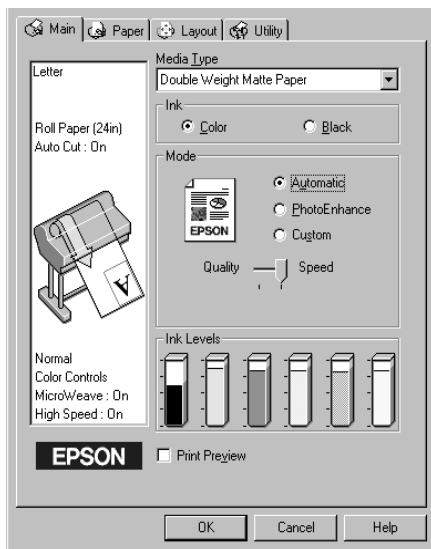 Main Paper Layout Utility
Letter
Roll Paper (24in)
Auto Cut : On
A
Normal
Color Controls
MicroWeave : On
High Speed : On
EPSON
Media Type
Double Weight Matte Paper
Ink
Color Black
Mode
EPSON
Automatic
PhotoEnhance
Custom
Quality Speed
Ink Levels
Print Preview
OK Cancel Help